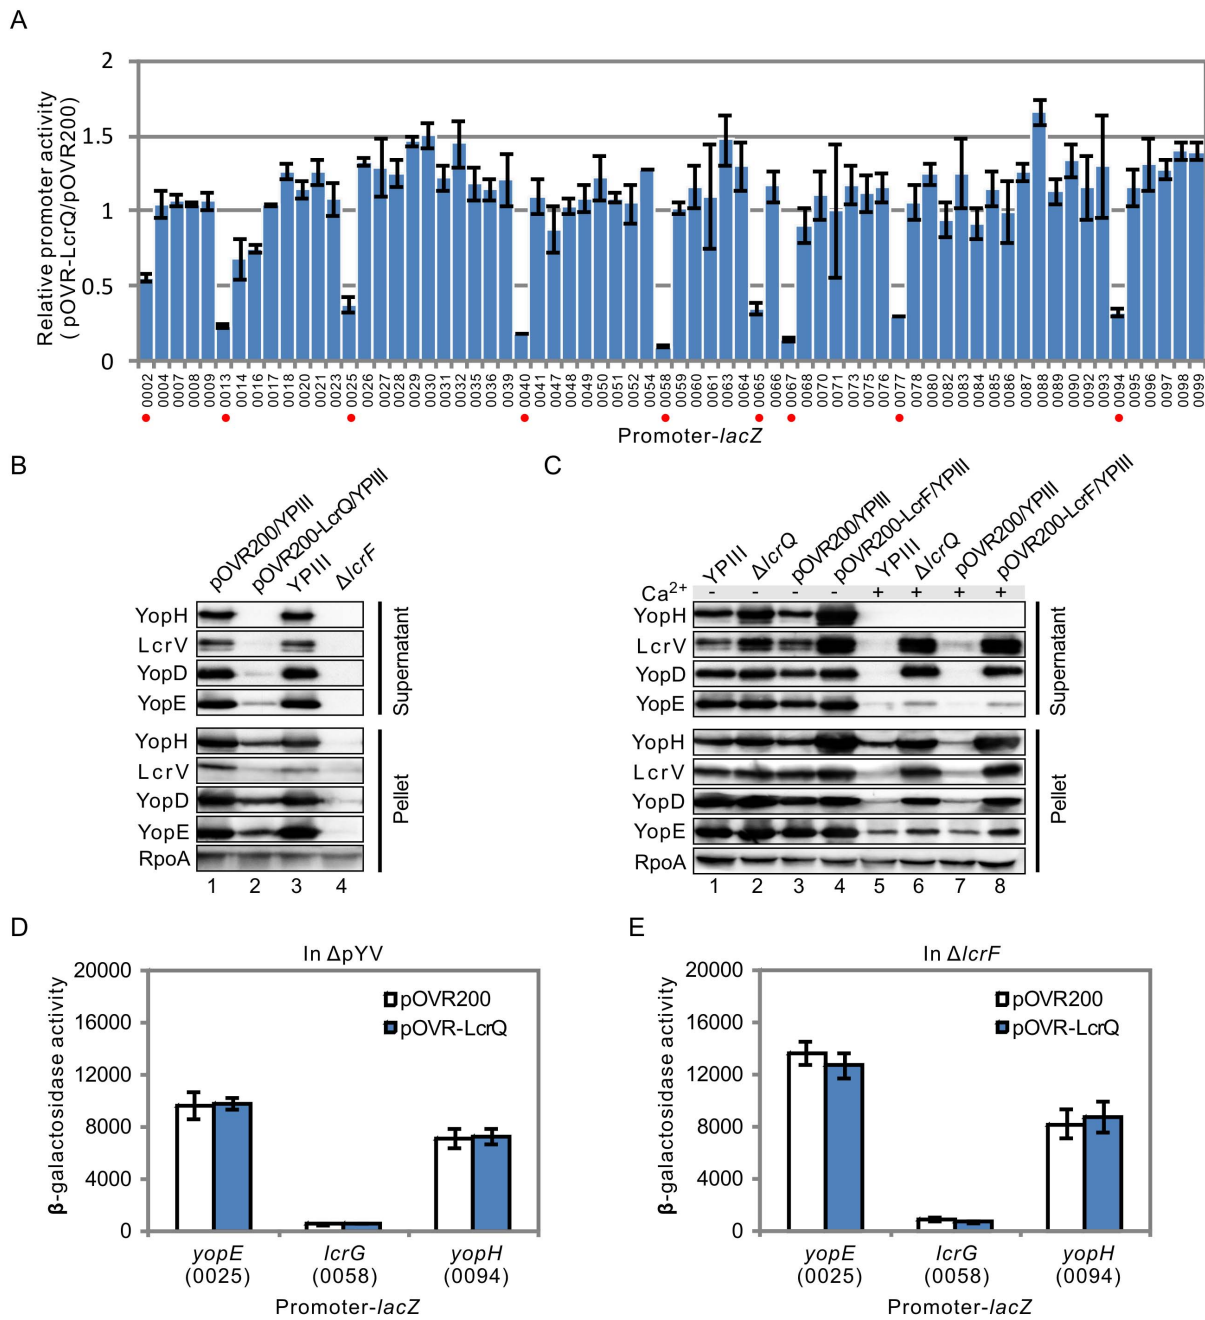 A
Relative promoter activity
( pOVR-LcrQ/pOVR200)
2
1.5
1
0.5
0
0002 0004 0007 0008 0009 0013 0014 0016 0017 0018 0020 0021 0023 0025 0026 0027 0028 0029 0030 0031 0032 0035 0036 0039 0040 0041 0047 0048 0049 0050 0051 0052 0054 0058 0059 0060 0061 0063 0064 0065 0066 0067 0068 0070 0071 0073 0075 0076 0077 0078 0080 0082 0083 0084 0085 0086 0087 0088 0089 0090 0092 0093 0094 0095 0096 0097 0098 0099
Promoter-lacZ
B
pOVR200/YPIII
pOVR200-LcrQ/YPIII
YPIII
ΔlcrF
YopH
LcrV
YopD
YopE
Supernatant
YopH
LcrV
YopD
YopE
RpoA
Pellet
1 2 3 4
C
YPIII
ΔlcrQ
pOVR200/YPIII
pOVR200-LcrF/YPIII
YPIII
ΔlcrQ
pOVR200/YPIII
pOVR200-LcrF/YPIII
Ca2+ - - - - + + + +
YopH
LcrV
YopD
YopE
Supernatant
YopH
LcrV
YopD
YopE
RpoA
Pellet
1 2 3 4 5 6 7 8
D
In ΔpYV
β-galactosidase activity
20000
16000
12000
8000
4000
0
pOVR200
pOVR-LcrQ
yopE lcrG yopH
(0025) (0058) (0094)
Promoter-lacZ
E
In ΔlcrF
β-galactosidase activity
20000
16000
12000
8000
4000
0
pOVR200
pOVR-LcrQ
yopE lcrG yopH
(0025) (0058) (0094)
Promoter-lacZ